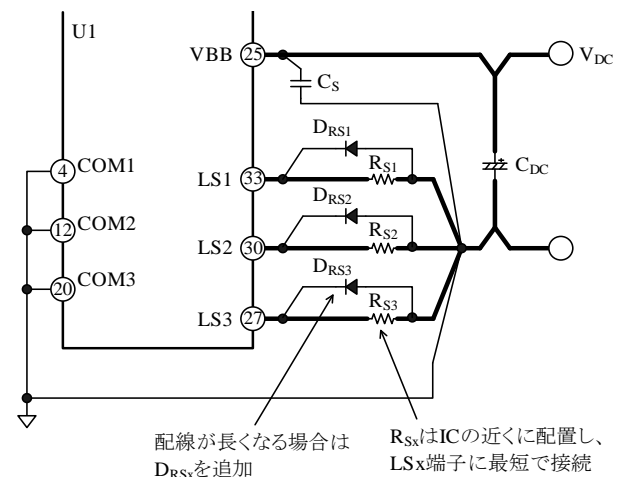 U1
VBB
25
V_DC
C_S
D_RS1
C_DC
4
COM1
R_S1
LS1
33
D_RS2
12
COM2
R_S2
LS2
30
D_RS3
20
COM3
R_S3
LS3
27
配線が長くなる場合は
D_RSxを追加
R_SxはICの近くに配置し、
LSx端子に最短で接続